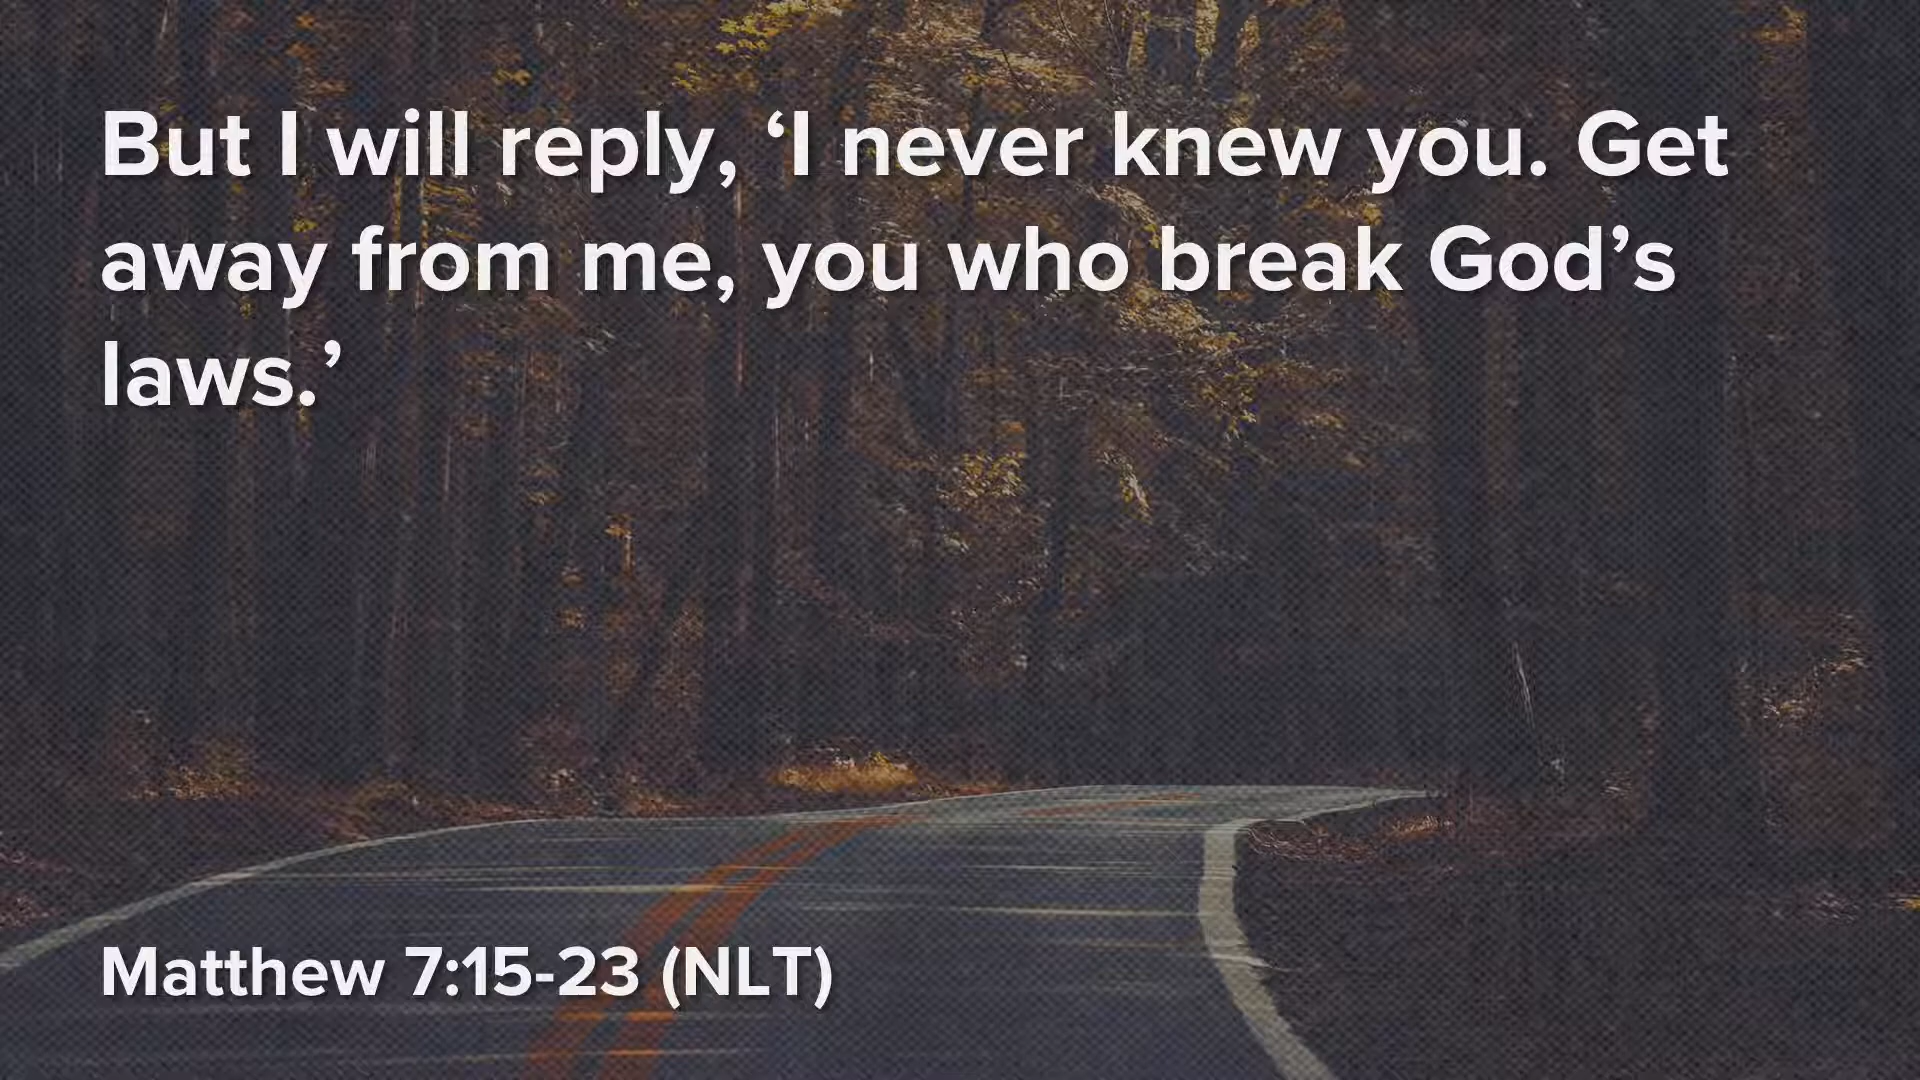 But I will reply, ‘I never knew you. Get
away from me, you who break God’s
laws.’
Matthew 7:15-23 (NLT)